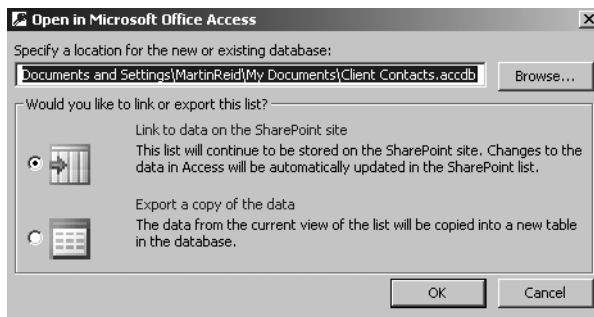 Open in Microsoft Office Access
Specify a location for the new or existing database:
Documents and Settings\MartinReid\My Documents\Client Contacts.accdb
Browse...
Would you like to link or export this list?
Link to data on the SharePoint site
This list will continue to be stored on the SharePoint site. Changes to the
data in Access will be automatically updated in the SharePoint list.
Export a copy of the data
The data from the current view of the list will be copied into a new table
in the database.
OK
Cancel